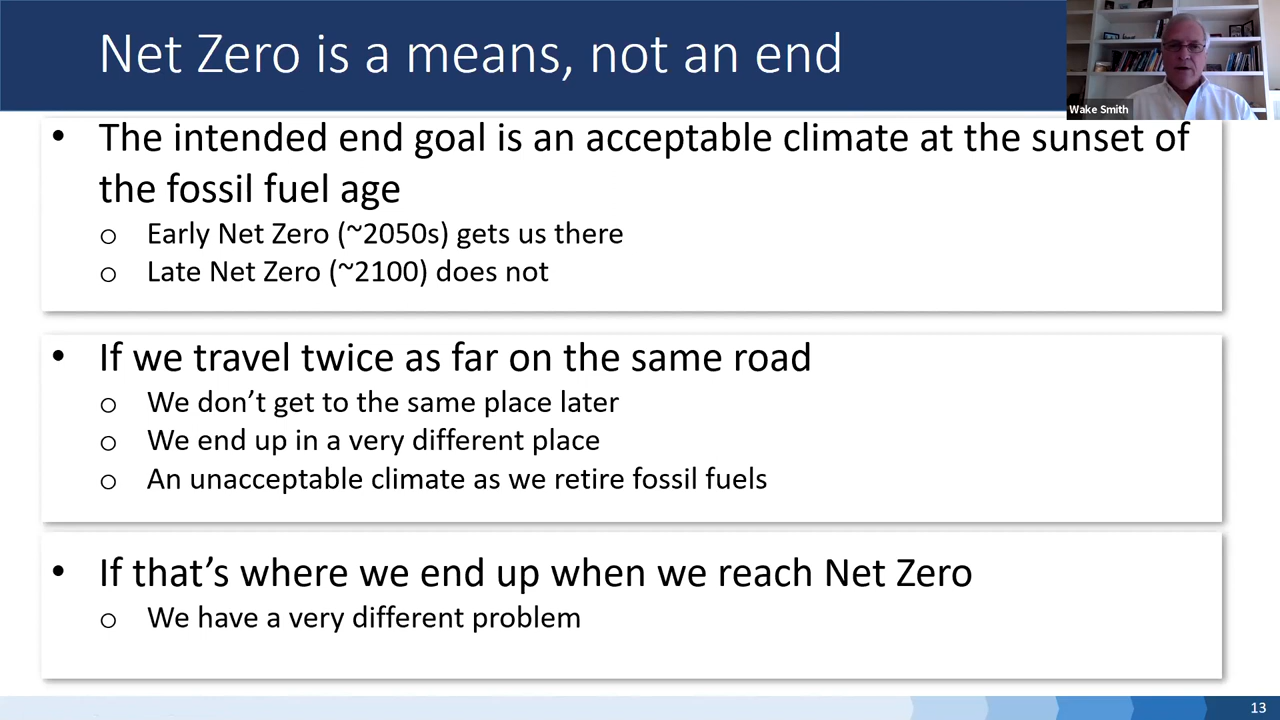 Net Zero is a means, not an end
Wake Smith
• The intended end goal is an acceptable climate at the sunset of
the fossil fuel age
o Early Net Zero (~2050s) gets us there
o Late Net Zero (~2100) does not
• If we travel twice as far on the same road
o We don’t get to the same place later
o We end up in a very different place
o An unacceptable climate as we retire fossil fuels
• If that’s where we end up when we reach Net Zero
o We have a very different problem
13